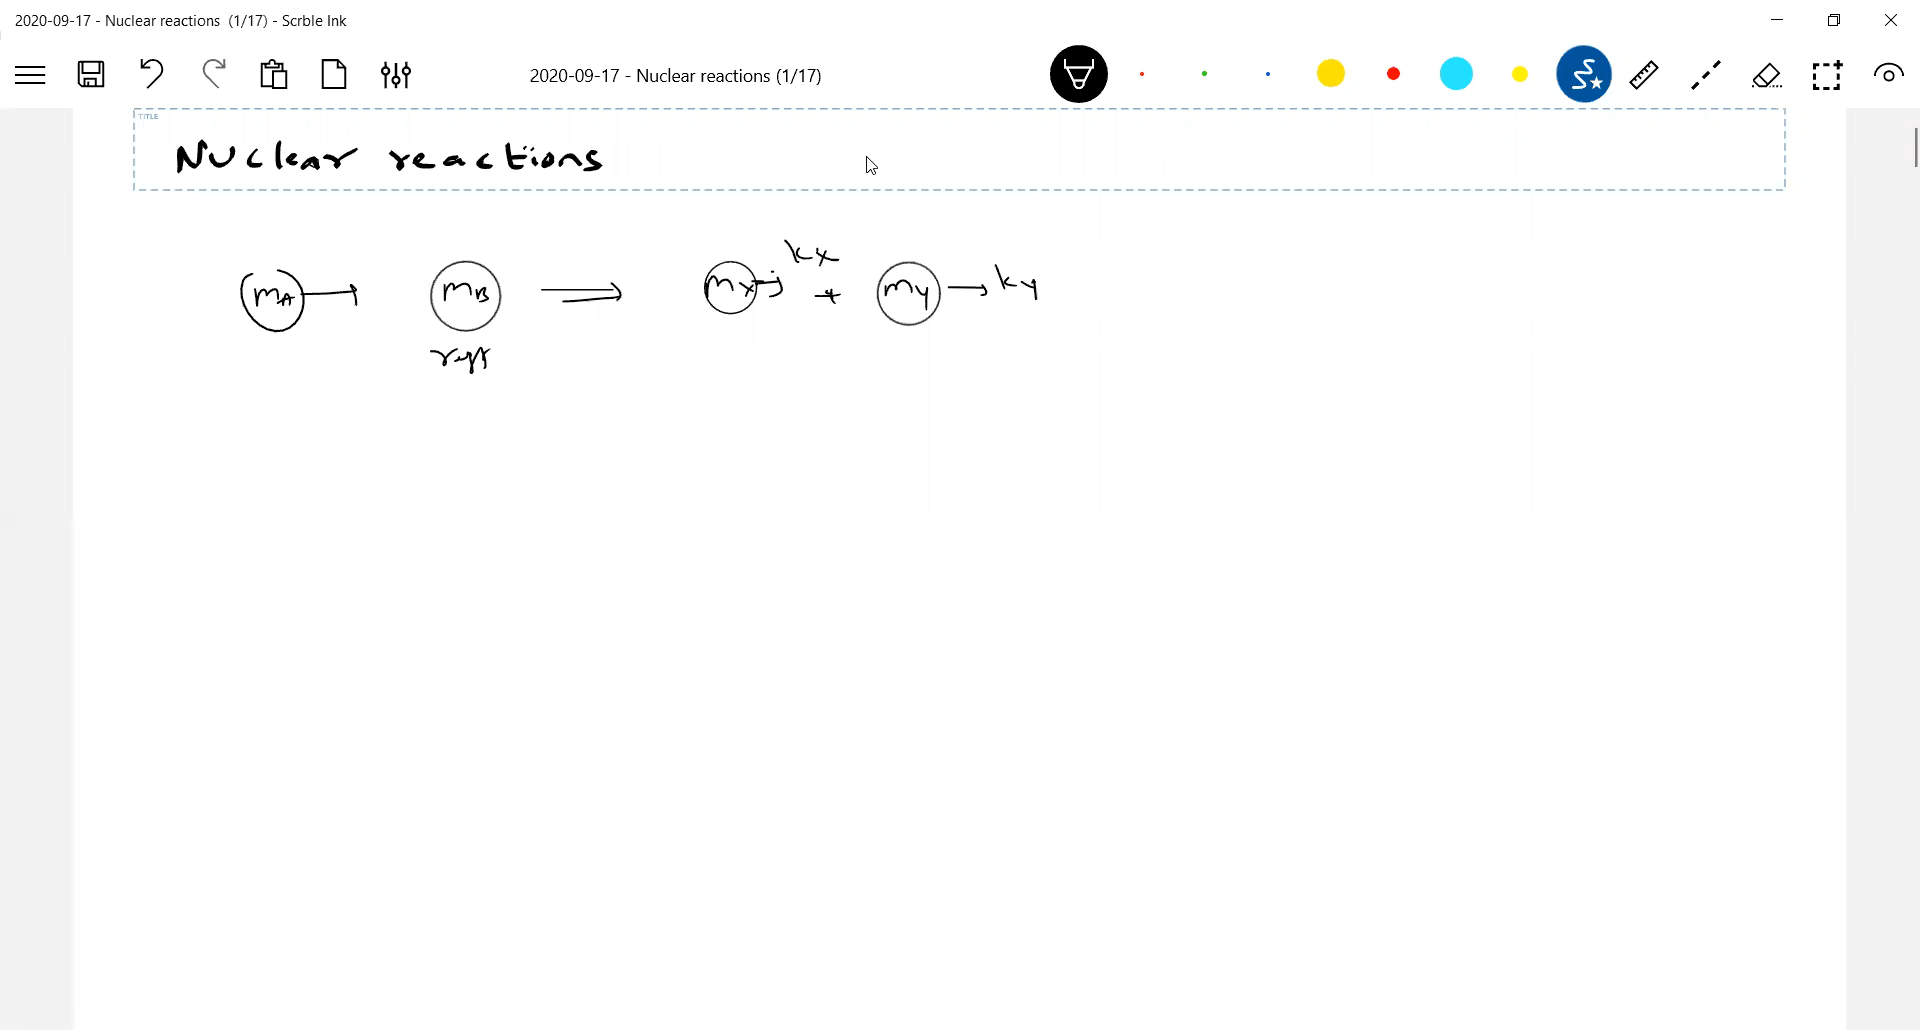 2020-09-17 - Nuclear reactions (1/17) - Scrble Ink
2020-09-17 - Nuclear reactions (1/17)
TITLE
Nuclear reactions
mA → mB ⟹ mx → kx + my → ky